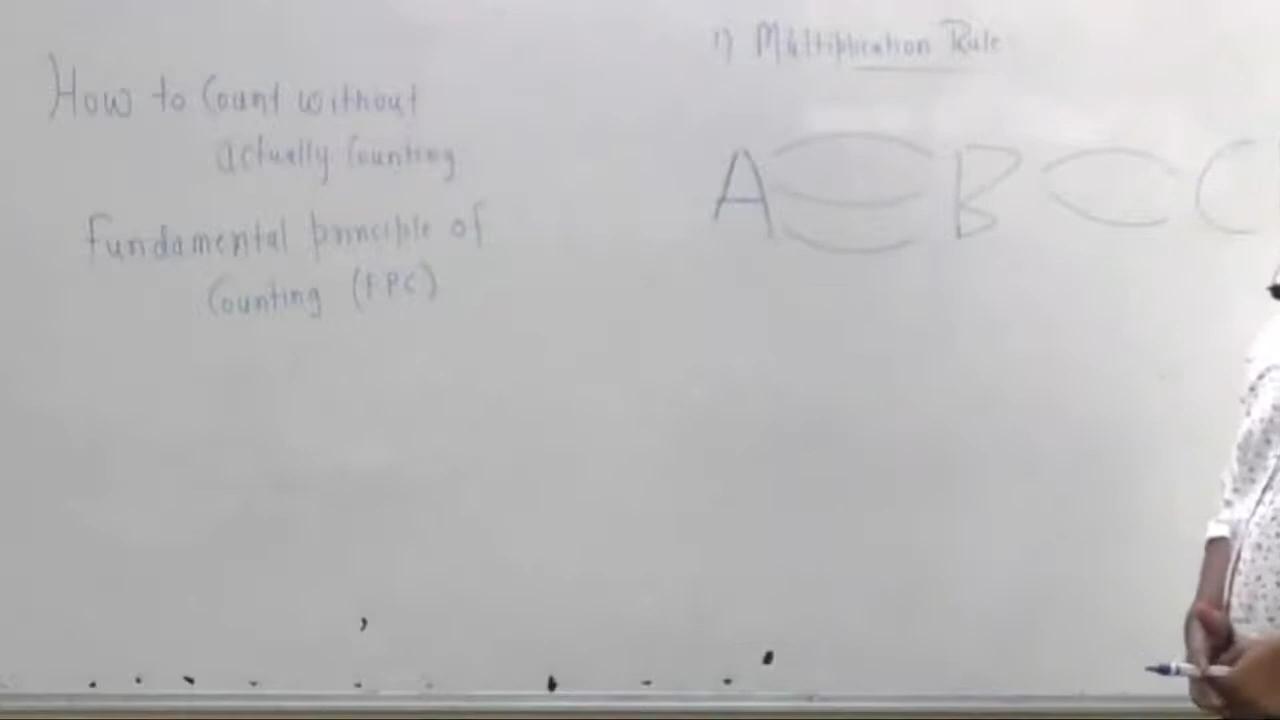 How to Count without
actually Counting
fundamental principle of
Counting (FPC)
1) Multiplication Rule
A B C